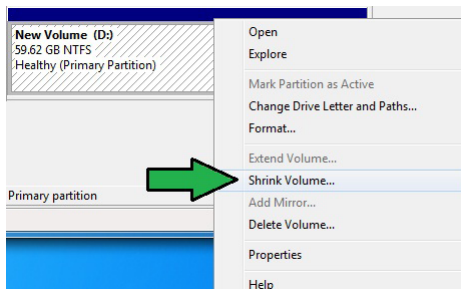 New Volume (D:)
59.62 GB NTFS
Healthy (Primary Partition)
Primary partition
Open
Explore
Mark Partition as Active
Change Drive Letter and Paths...
Format...
Extend Volume...
Shrink Volume...
Add Mirror...
Delete Volume...
Properties
Help